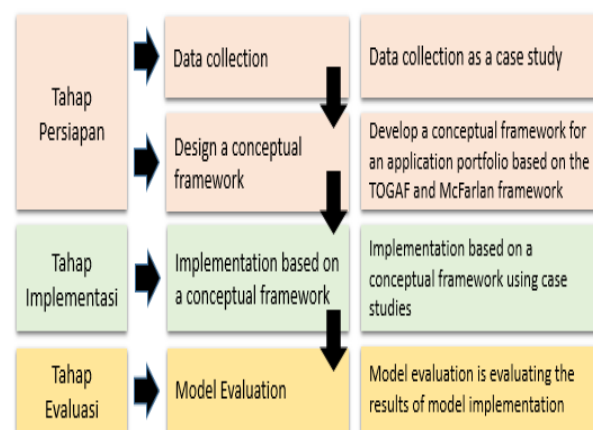 Tahap
Persiapan
Data collection
Data collection as a case study
Design a conceptual
framework
Develop a conceptual framework for
an application portfolio based on the
TOGAF and McFarlan framework
Tahap
Implementasi
Implementation based on
a conceptual framework
Implementation based on a
conceptual framework using case
studies
Tahap
Evaluasi
Model Evaluation
Model evaluation is evaluating the
results of model implementation